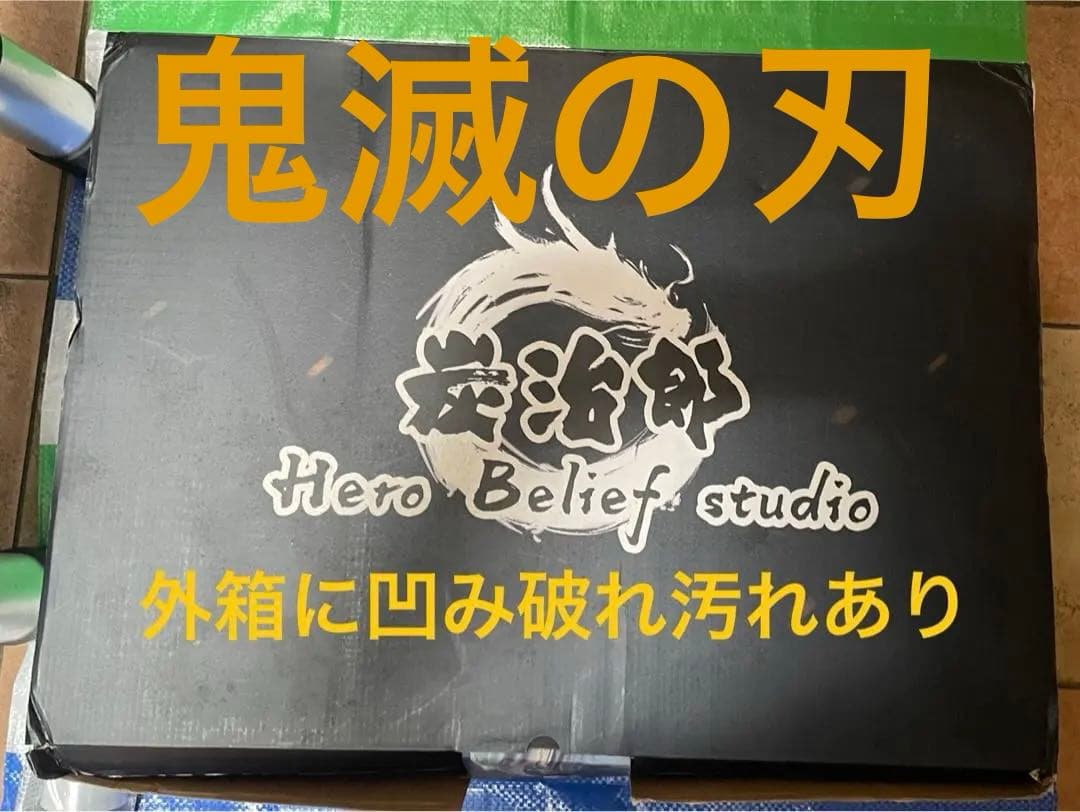 鬼滅の刃
炭治郎
Hero Belief studio
外箱に凹み破れ汚れあり